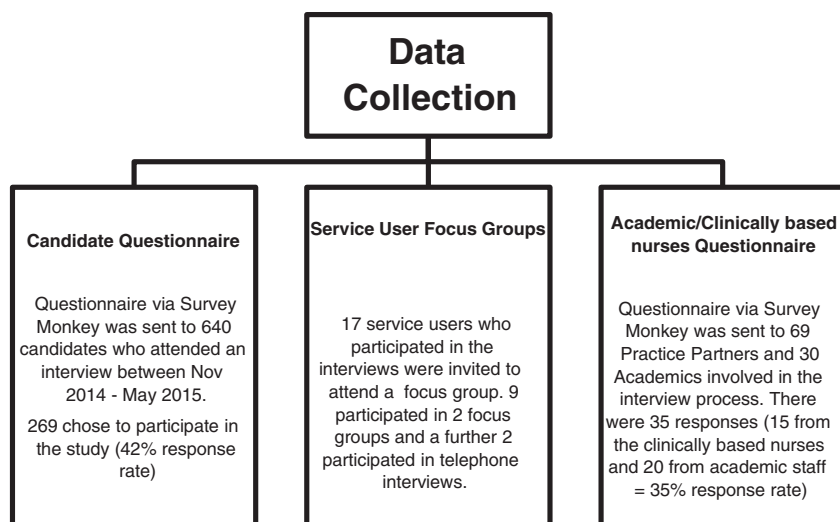 Data
Collection
Candidate Questionnaire
Questionnaire via Survey
Monkey was sent to 640
candidates who attended an
interview between Nov
2014 - May 2015.
269 chose to participate in
the study (42% response
rate)
Service User Focus Groups
17 service users who
participated in the
interviews were invited to
attend a focus group. 9
participated in 2 focus
groups and a further 2
participated in telephone
interviews.
Academic/Clinically based
nurses Questionnaire
Questionnaire via Survey
Monkey was sent to 69
Practice Partners and 30
Academics involved in the
interview process. There
were 35 responses (15 from
the clinically based nurses
and 20 from academic staff
= 35% response rate)